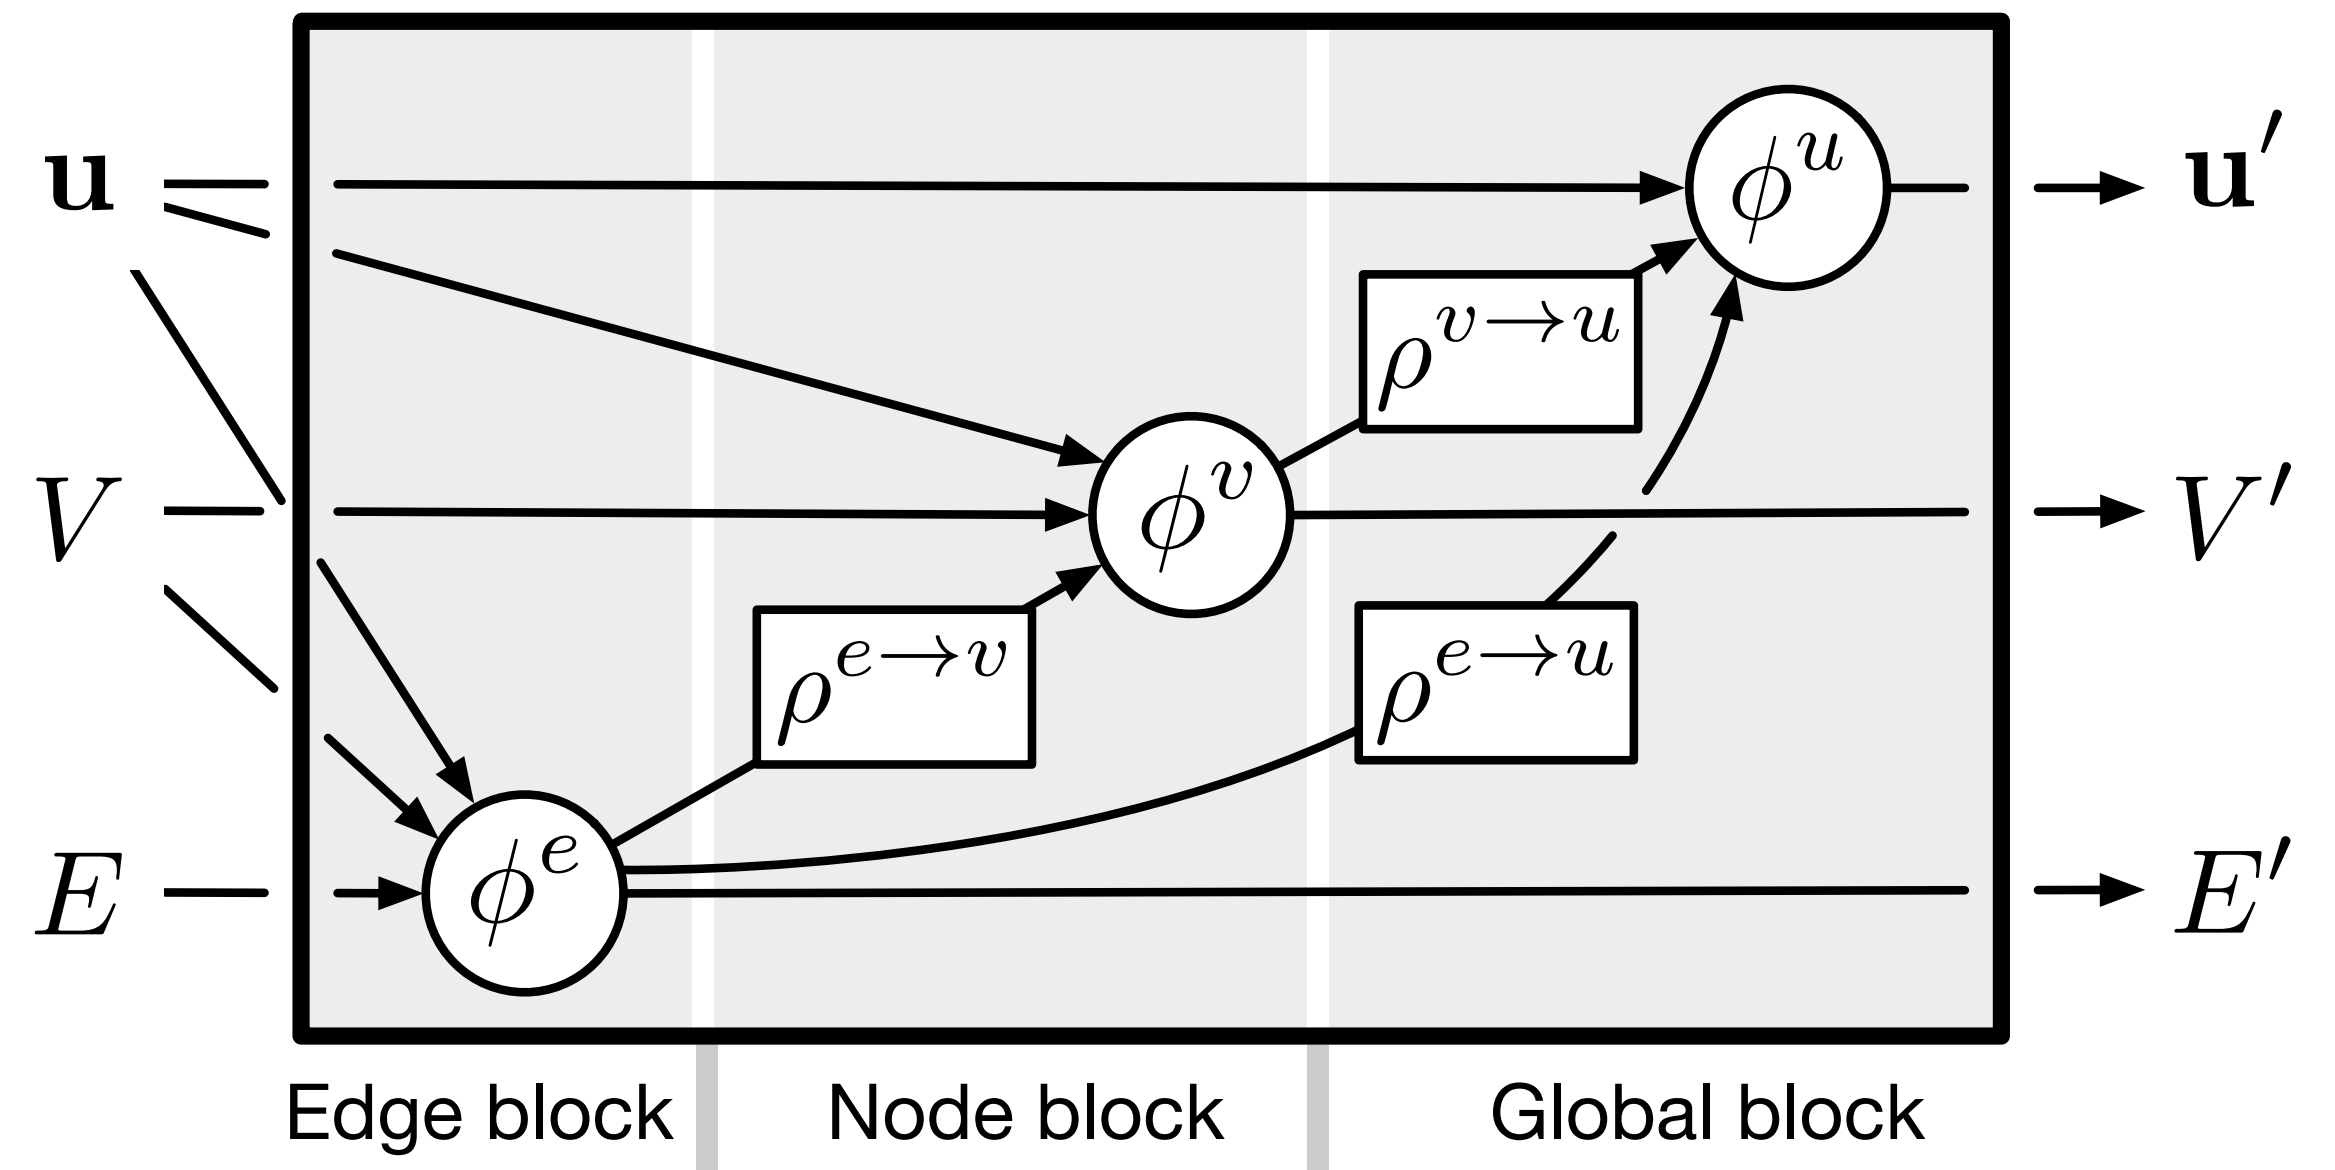 u
ϕ^u
u′
ρ^{v→u}
V
ϕ^v
V′
ρ^{e→v}
ρ^{e→u}
E
ϕ^e
E′
Edge block
Node block
Global block